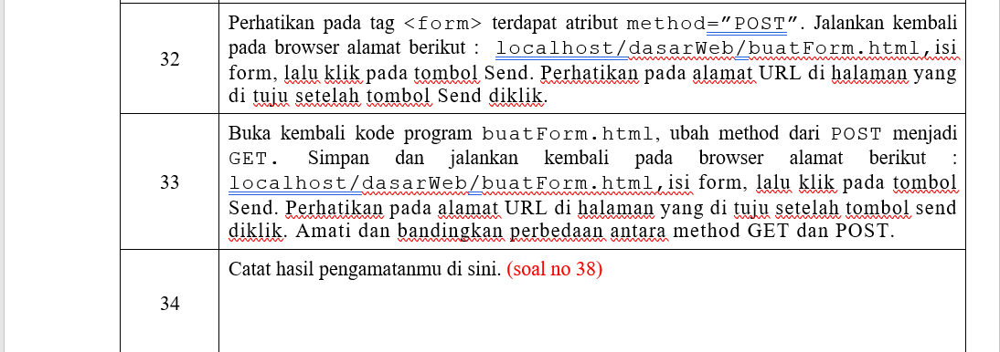 32
Perhatikan pada tag <form> terdapat atribut method=”POST”. Jalankan kembali
pada browser alamat berikut : localhost/dasarWeb/buatForm.html,isi
form, lalu klik pada tombol Send. Perhatikan pada alamat URL di halaman yang
di tuju setelah tombol Send diklik.
33
Buka kembali kode program buatForm.html, ubah method dari POST menjadi
GET. Simpan dan jalankan kembali pada browser alamat berikut :
localhost/dasarWeb/buatForm.html,isi form, lalu klik pada tombol
Send. Perhatikan pada alamat URL di halaman yang di tuju setelah tombol send
diklik. Amati dan bandingkan perbedaan antara method GET dan POST.
34
Catat hasil pengamatanmu di sini. (soal no 38)